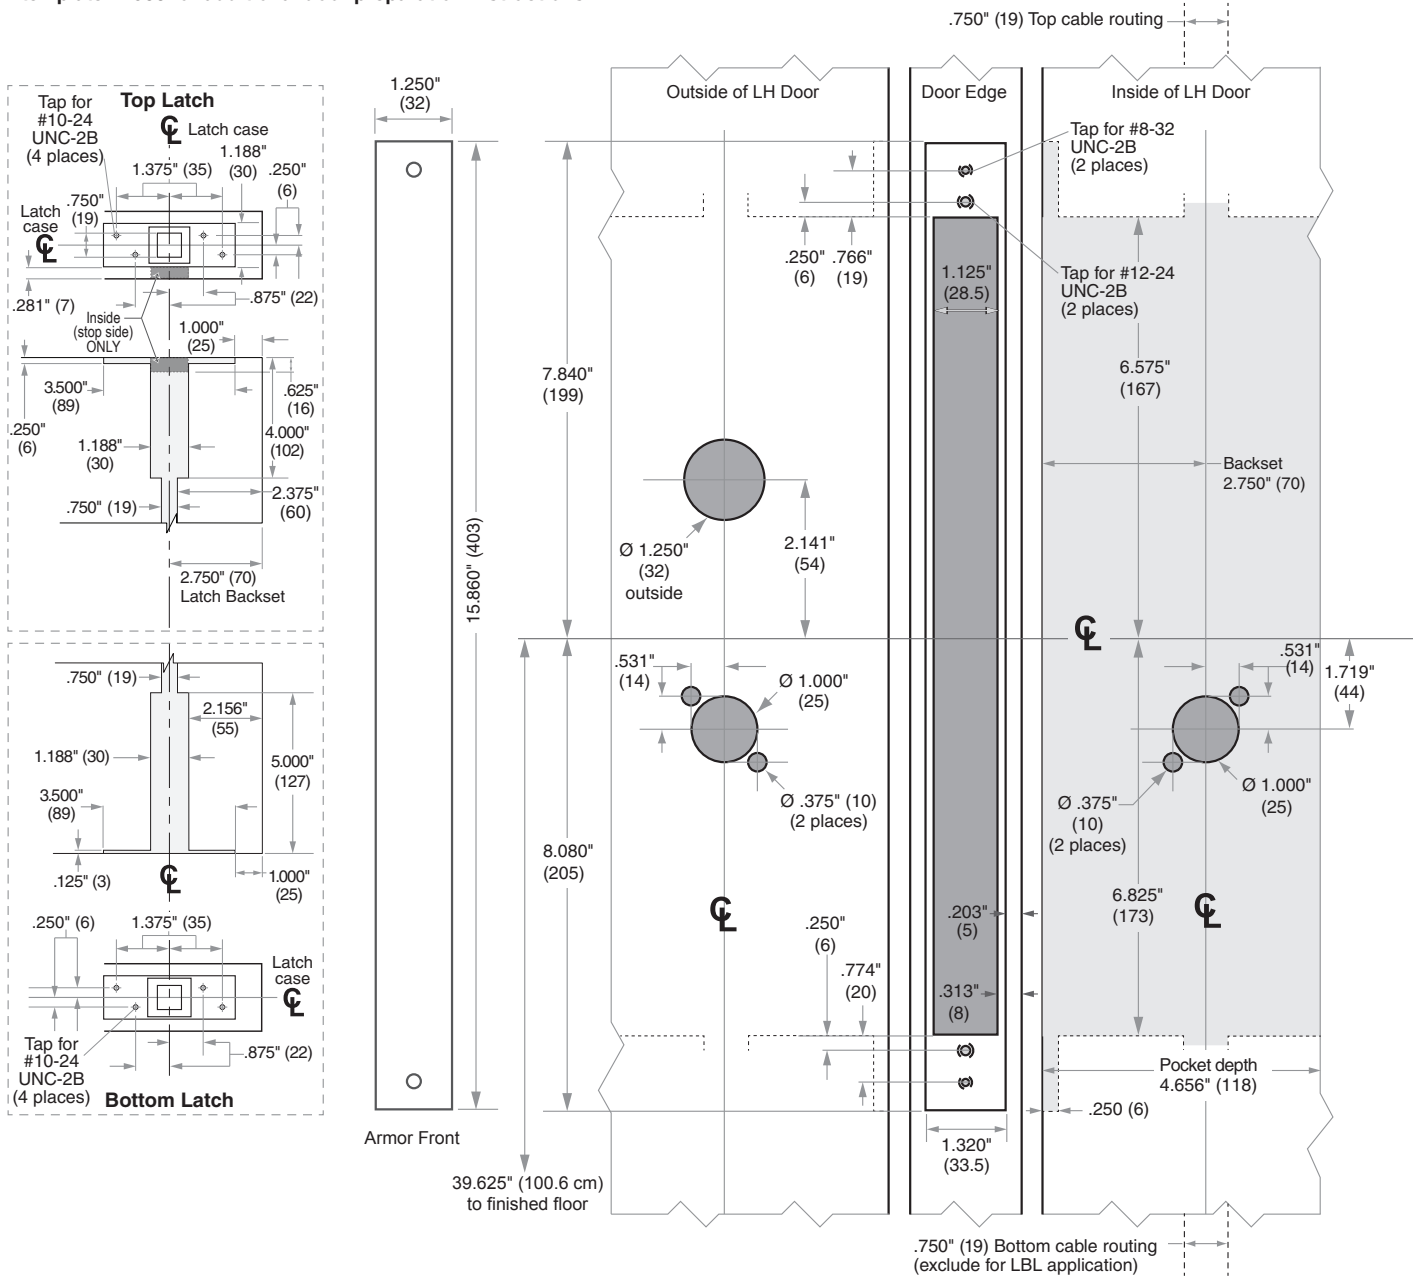 .750" (19) Top cable routing
Top Latch
Tap for
#10-24
UNC-2B
(4 places)
℄ Latch case
1.375" (35)
1.188"
(30)
.250"
(6)
.750"
(19)
Latch
case
℄
.281" (7)
.875" (22)
Inside
(stop side)
ONLY
1.000"
(25)
3.500"
(89)
.625"
(16)
.250"
(6)
1.188"
(30)
4.000"
(102)
.750" (19)
2.375"
(60)
2.750" (70)
Latch Backset
.750" (19)
2.156"
(55)
1.188" (30)
5.000"
(127)
3.500"
(89)
.125" (3)
℄
1.000"
(25)
.250" (6)
1.375" (35)
Latch
case
℄
Tap for
#10-24
UNC-2B
(4 places)
.875" (22)
Bottom Latch
1.250"
(32)
15.860" (403)
Armor Front
Outside of LH Door
7.840"
(199)
.250"
(6)
.766"
(19)
Ø 1.250"
(32)
outside
2.141"
(54)
.531"
(14)
Ø 1.000"
(25)
Ø .375" (10)
(2 places)
8.080"
(205)
℄
.250"
(6)
.774"
(20)
39.625" (100.6 cm)
to finished floor
Door Edge
1.125"
(28.5)
.203"
(5)
.313"
(8)
1.320"
(33.5)
Inside of LH Door
Tap for #8-32
UNC-2B
(2 places)
Tap for #12-24
UNC-2B
(2 places)
6.575"
(167)
Backset
2.750" (70)
℄
.531"
(14)
1.719"
(44)
Ø 1.000"
(25)
Ø .375"
(10)
(2 places)
6.825"
(173)
℄
Pocket depth
4.656" (118)
.250 (6)
.750" (19) Bottom cable routing
(exclude for LBL application)